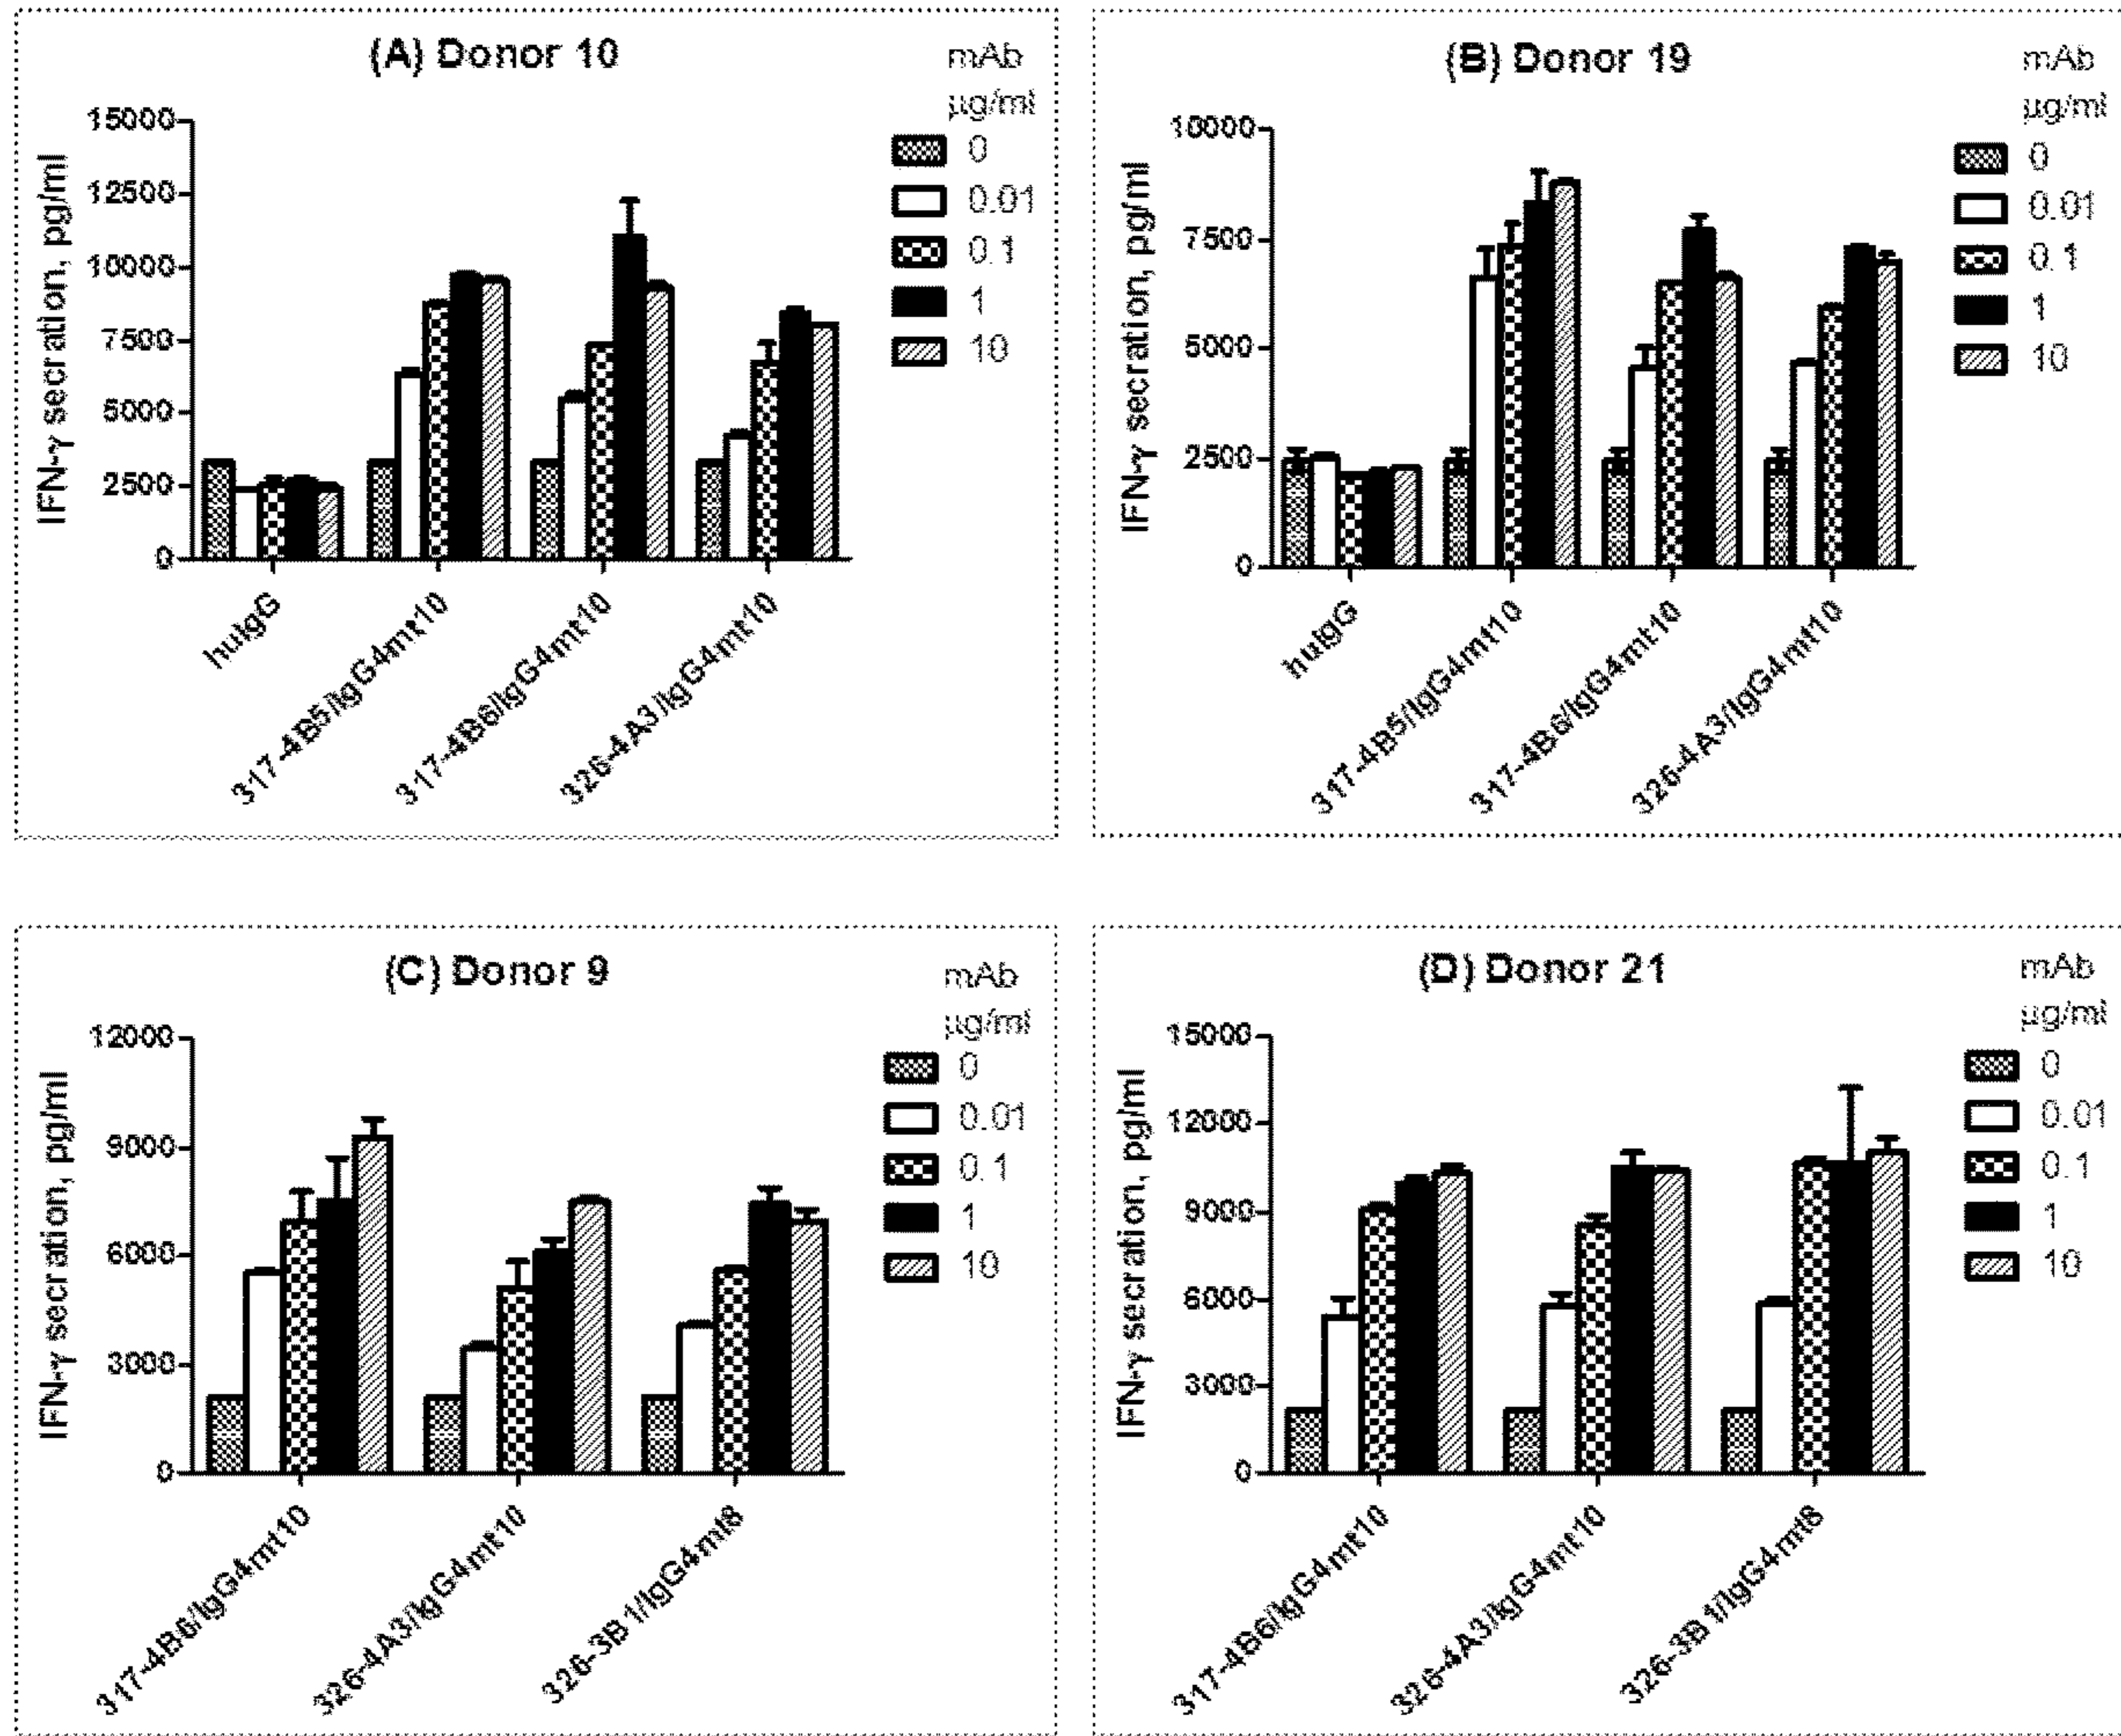 (A) Donor 10
mAb
µg/ml
0
0.01
0.1
1
10
IFN-γ secration, pg/ml
15000
12500
10000
7500
5000
2500
0
huIgG
317-4B5/IgG4mt10
317-4B6/IgG4mt10
326-4A3/IgG4mt10
(B) Donor 19
mAb
µg/ml
0
0.01
0.1
1
10
IFN-γ secration, pg/ml
10000
7500
5000
2500
0
huIgG
317-4B5/IgG4mt10
317-4B6/IgG4mt10
326-4A3/IgG4mt10
(C) Donor 9
mAb
µg/ml
0
0.01
0.1
1
10
IFN-γ secration, pg/ml
12000
9000
6000
3000
0
317-4B6/IgG4mt10
326-4A3/IgG4mt10
326-3B1/IgG4mt8
(D) Donor 21
mAb
µg/ml
0
0.01
0.1
1
10
IFN-γ secration, pg/ml
15000
12000
9000
6000
3000
0
317-4B6/IgG4mt10
326-4A3/IgG4mt10
326-3B1/IgG4mt8